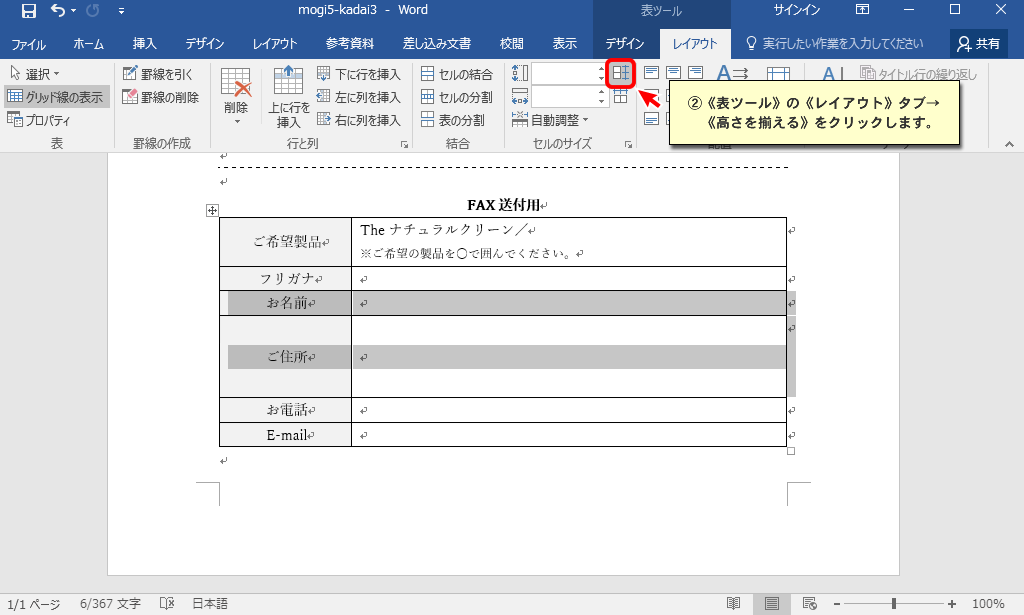 mogi5-kadai3 - Word
表ツール
サインイン
ファイル ホーム 挿入 デザイン レイアウト 参考資料 差し込み文書 校閲 表示 デザイン レイアウト 実行したい作業を入力してください 共有
選択
グリッド線の表示
プロパティ
表
罫線を引く
罫線の削除
罫線の作成
削除
上に行を
挿入
下に行を挿入
左に列を挿入
右に列を挿入
行と列
セルの結合
セルの分割
表の分割
結合
自動調整
セルのサイズ
タイトル行の繰り返し
②《表ツール》の《レイアウト》タブ→
《高さを揃える》をクリックします。
FAX 送付用
ご希望製品
The ナチュラルクリーン／
※ご希望の製品を○で囲んでください。
フリガナ
お名前
ご住所
お電話
E-mail
1/1 ページ 6/367 文字 日本語 100%